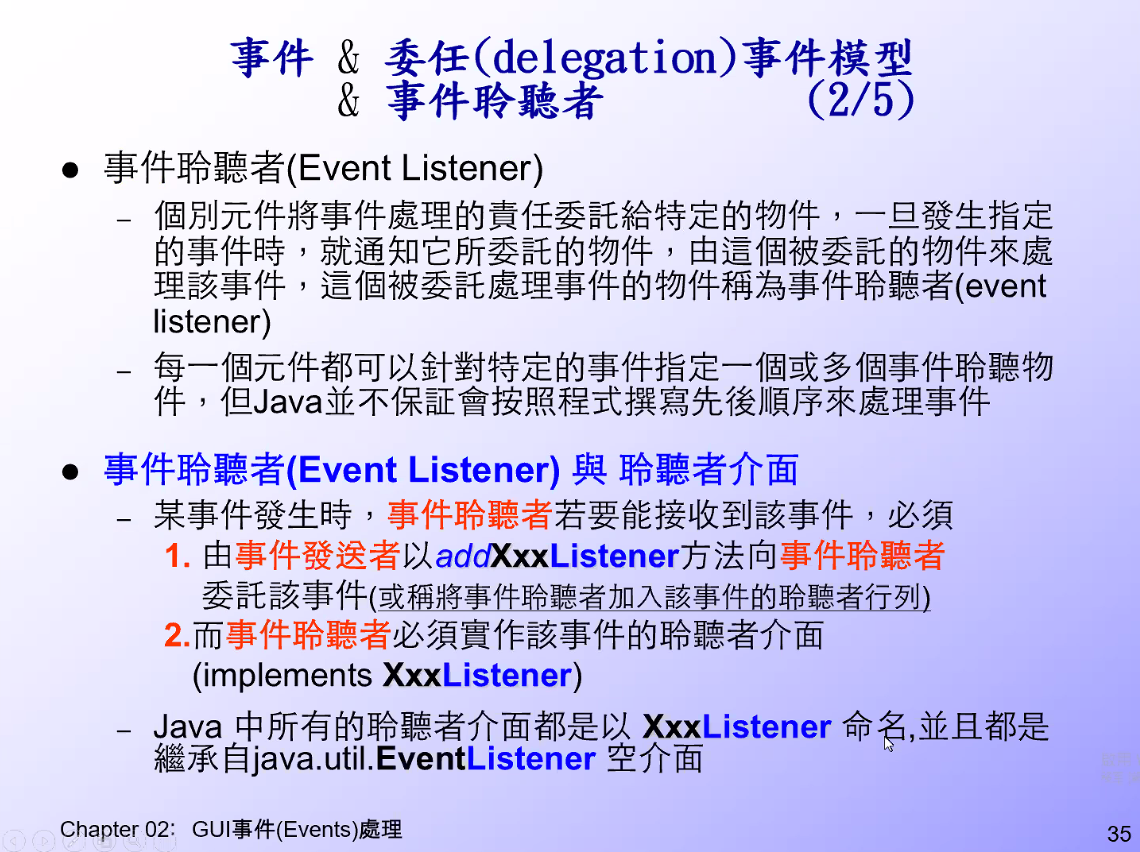 事件 & 委任(delegation)事件模型
& 事件聆聽者 (2/5)
● 事件聆聽者(Event Listener)
– 個別元件將事件處理的責任委託給特定的物件，一旦發生指定
的事件時，就通知它所委託的物件，由這個被委託的物件來處
理該事件，這個被委託處理事件的物件稱為事件聆聽者(event
listener)
– 每一個元件都可以針對特定的事件指定一個或多個事件聆聽物
件，但Java並不保証會按照程式撰寫先後順序來處理事件
● 事件聆聽者(Event Listener) 與 聆聽者介面
– 某事件發生時，事件聆聽者若要能接收到該事件，必須
1. 由事件發送者以addXxxListener方法向事件聆聽者
委託該事件(或稱將事件聆聽者加入該事件的聆聽者行列)
2.而事件聆聽者必須實作該事件的聆聽者介面
(implements XxxListener)
– Java 中所有的聆聽者介面都是以 XxxListener 命名,並且都是
繼承自java.util.EventListener 空介面
Chapter 02: GUI事件(Events)處理
35